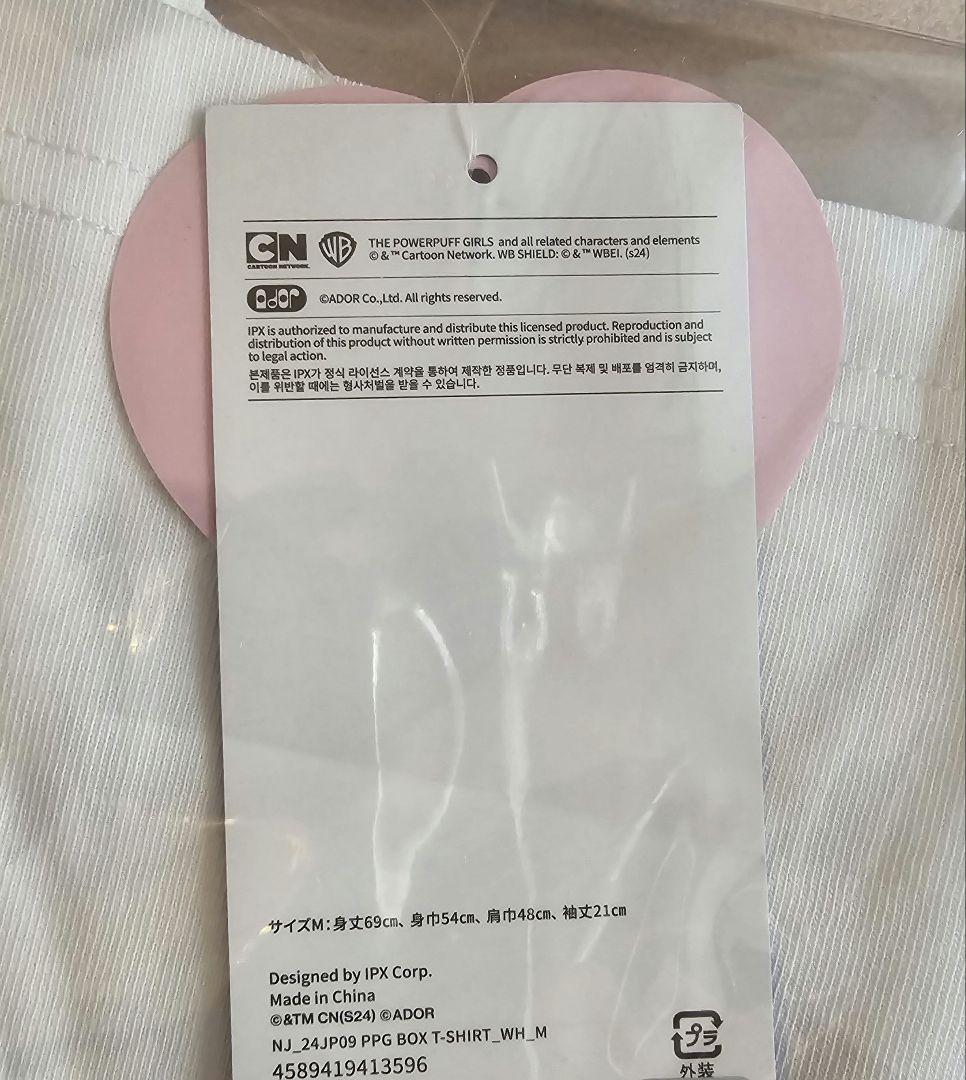 CN
CARTOON NETWORK
WB
THE POWERPUFF GIRLS and all related characters and elements
© & ™ Cartoon Network. WB SHIELD: © & ™ WBEI. (s24)
Ador
©ADOR Co.,Ltd. All rights reserved.
IPX is authorized to manufacture and distribute this licensed product. Reproduction and
distribution of this product without written permission is strictly prohibited and is subject
to legal action.
본제품은 IPX가 정식 라이선스 계약을 통하여 제작한 정품입니다. 무단 복제 및 배포를 엄격히 금지하며,
이를 위반할 때에는 형사처벌을 받을 수 있습니다.
サイズM:身丈69㎝、身巾54㎝、肩巾48㎝、袖丈21㎝
Designed by IPX Corp.
Made in China
©&TM CN(S24) ©ADOR
NJ_24JP09 PPG BOX T-SHIRT_WH_M
4589419413596
プラ
外装